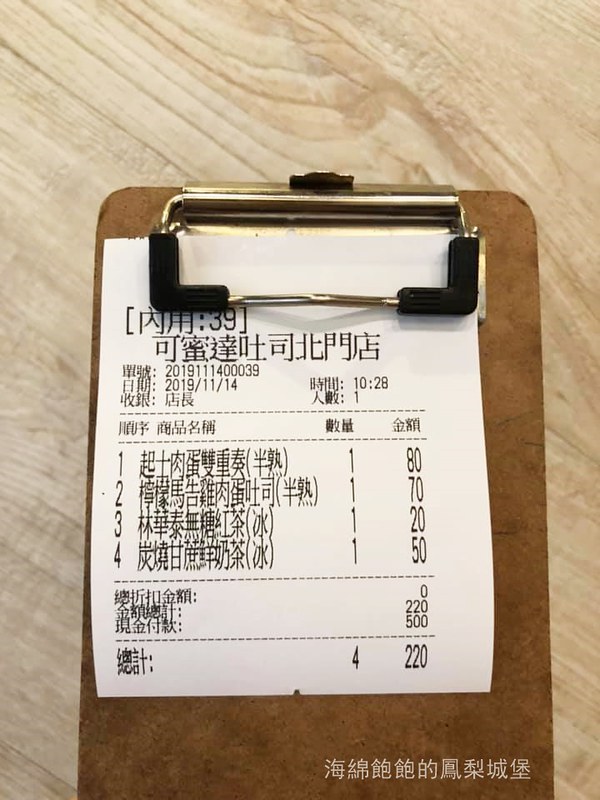 [內用:39]
可蜜達吐司北門店
單號: 2019111400039
日期: 2019/11/14 時間: 10:28
收銀: 店長 人數: 1
順序 商品名稱 數量 金額
1 起士肉蛋雙重奏(半熟) 1 80
2 檸檬馬告雞肉蛋吐司(半熟) 1 70
3 林華泰無糖紅茶(冰) 1 20
4 炭燒甘蔗鮮奶茶(冰) 1 50
總折扣金額: 0
金額總計: 220
現金付款: 500
總計: 4 220
海綿飽飽的鳳梨城堡